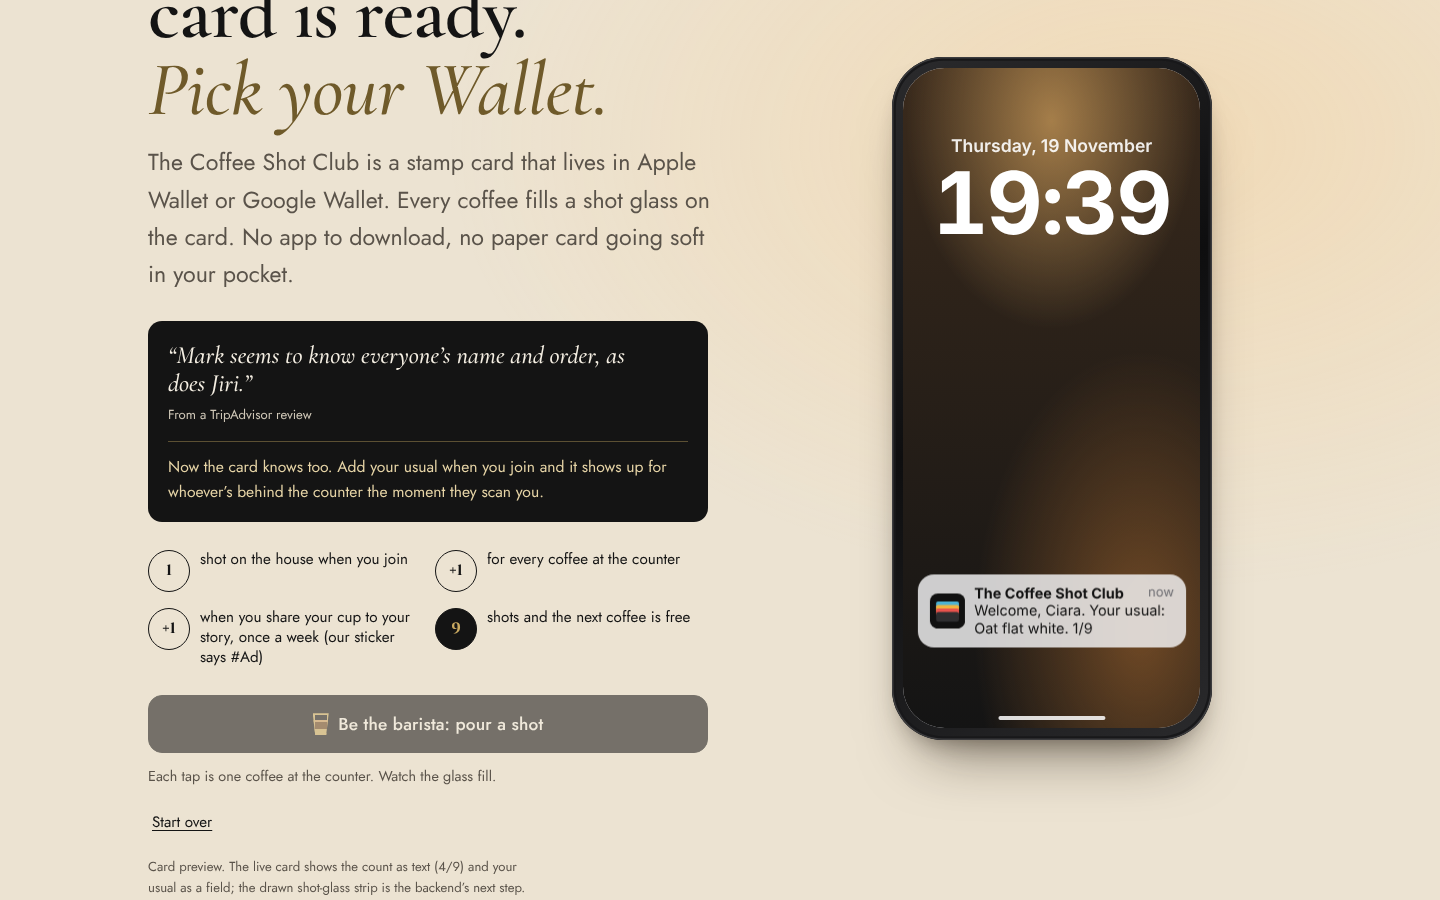 card is ready.
Pick your Wallet.
The Coffee Shot Club is a stamp card that lives in Apple
Wallet or Google Wallet. Every coffee fills a shot glass on
the card. No app to download, no paper card going soft
in your pocket.
“Mark seems to know everyone’s name and order, as
does Jiri.”
From a TripAdvisor review
Now the card knows too. Add your usual when you join and it shows up for
whoever’s behind the counter the moment they scan you.
1
shot on the house when you join
+1
for every coffee at the counter
+1
when you share your cup to your
story, once a week (our sticker
says #Ad)
9
shots and the next coffee is free
Be the barista: pour a shot
Each tap is one coffee at the counter. Watch the glass fill.
Start over
Card preview. The live card shows the count as text (4/9) and your
usual as a field; the drawn shot-glass strip is the backend’s next step.
Thursday, 19 November
19:39
The Coffee Shot Club
now
Welcome, Ciara. Your usual:
Oat flat white. 1/9